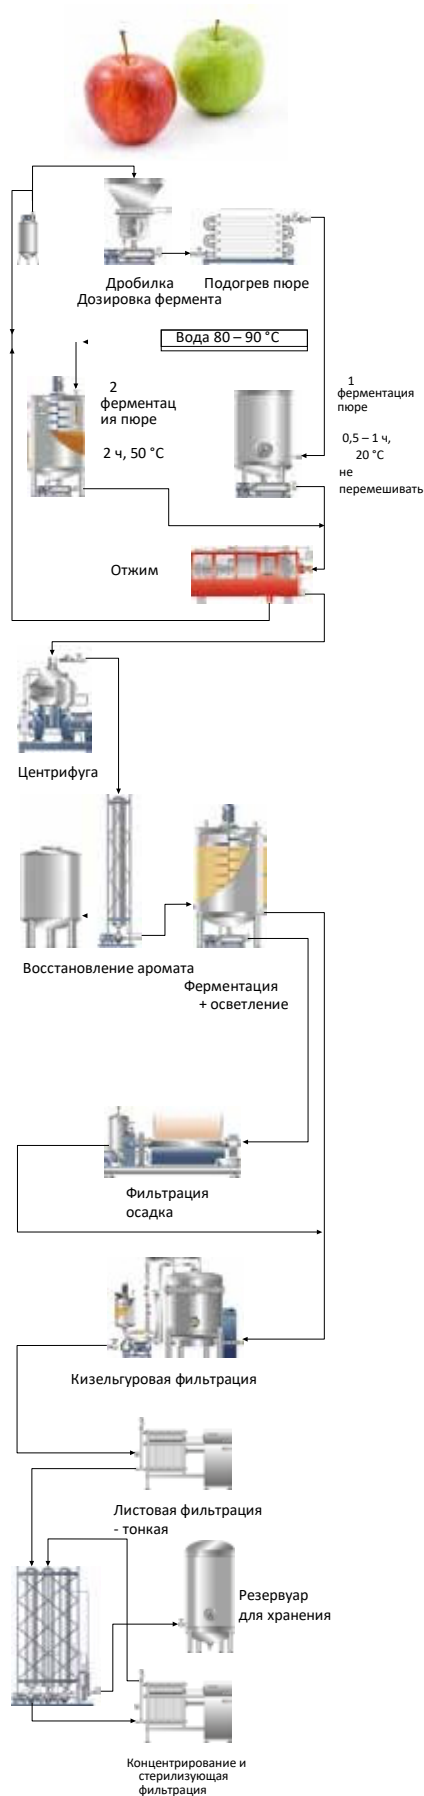 Дробилка
Дозировка фермента
Подогрев пюре
Вода 80 – 90 °C
2
ферментац
ия пюре
2 ч, 50 °C
1
ферментация
пюре
0,5 – 1 ч,
20 °C
не
перемешивать
Отжим
Центрифуга
Восстановление аромата
Ферментация
+ осветление
Фильтрация
осадка
Кизельгуровая фильтрация
Листовая фильтрация
- тонкая
Резервуар
для хранения
Концентрирование и
стерилизующая
фильтрация